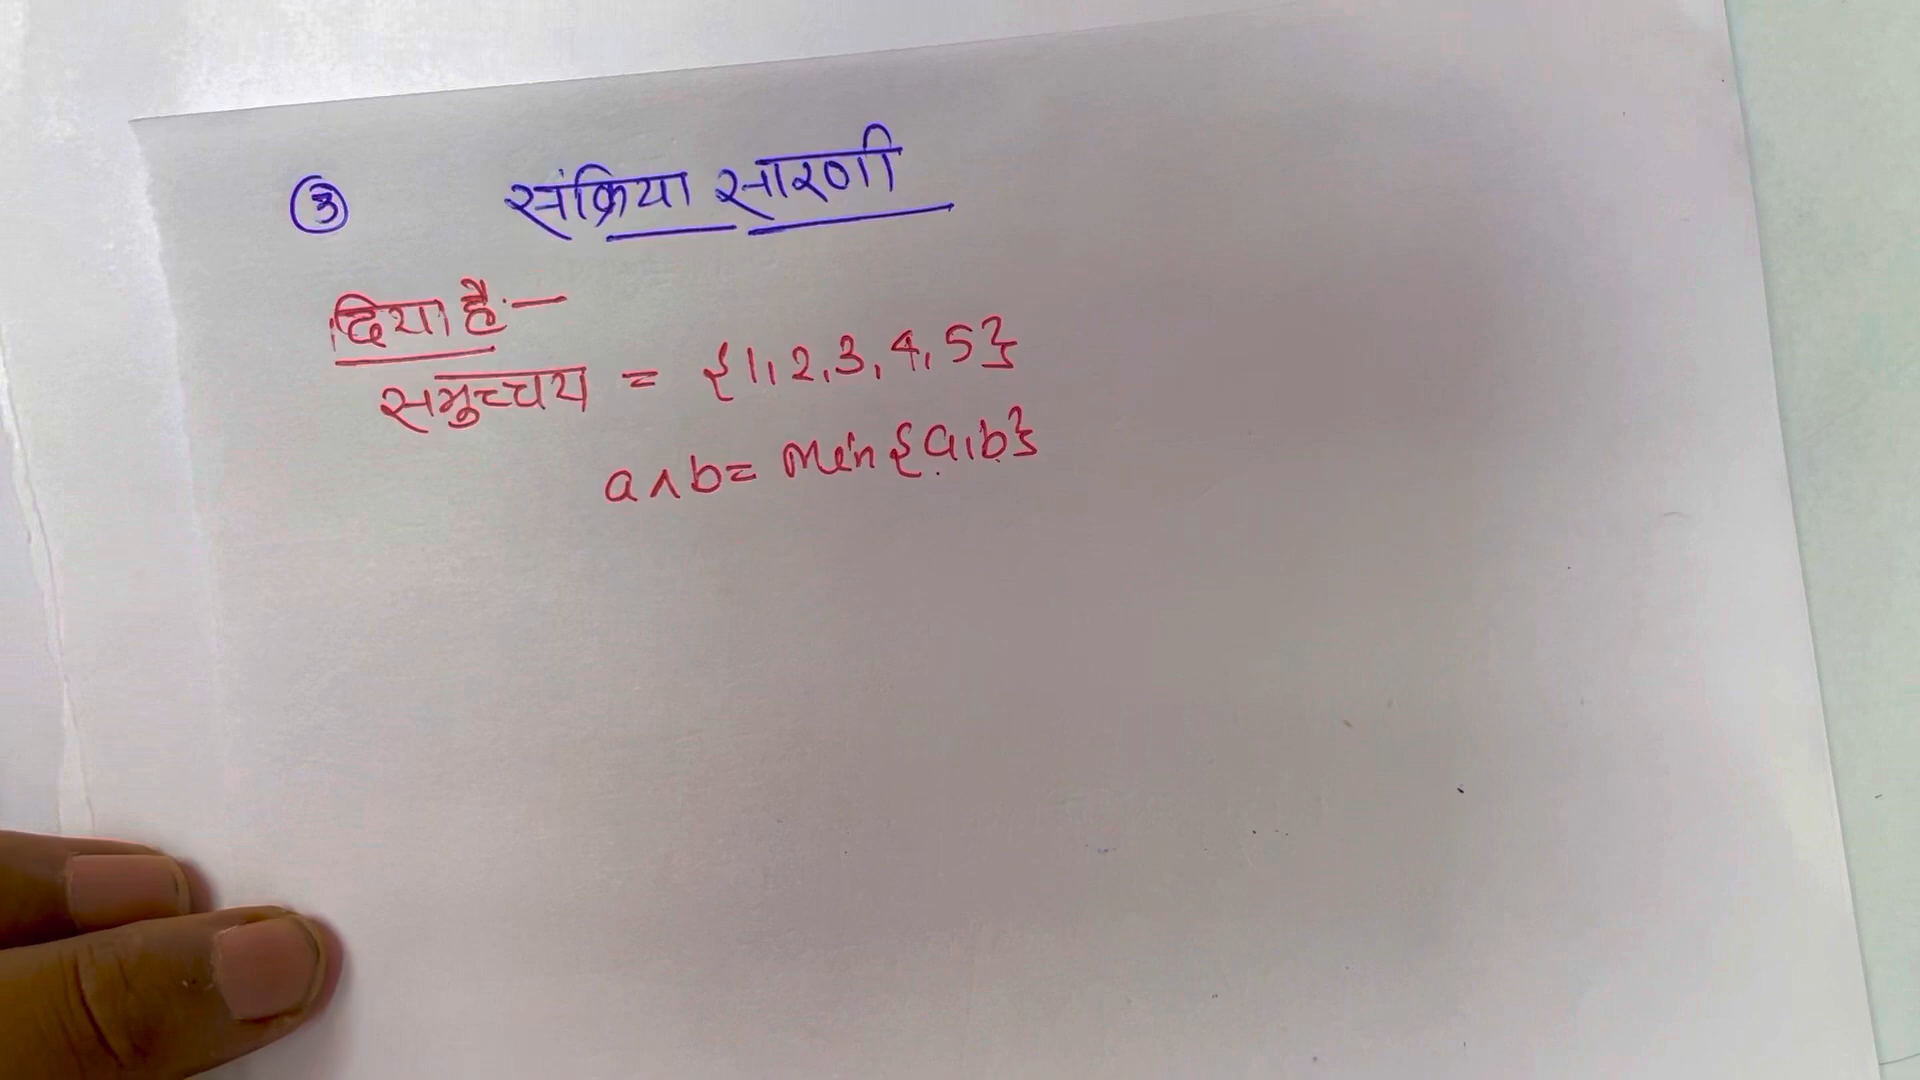 ③ संक्रिया सारणी
दिया है:—
समुच्चय = {1,2,3,4,5}
a∧b= Min {a,b}